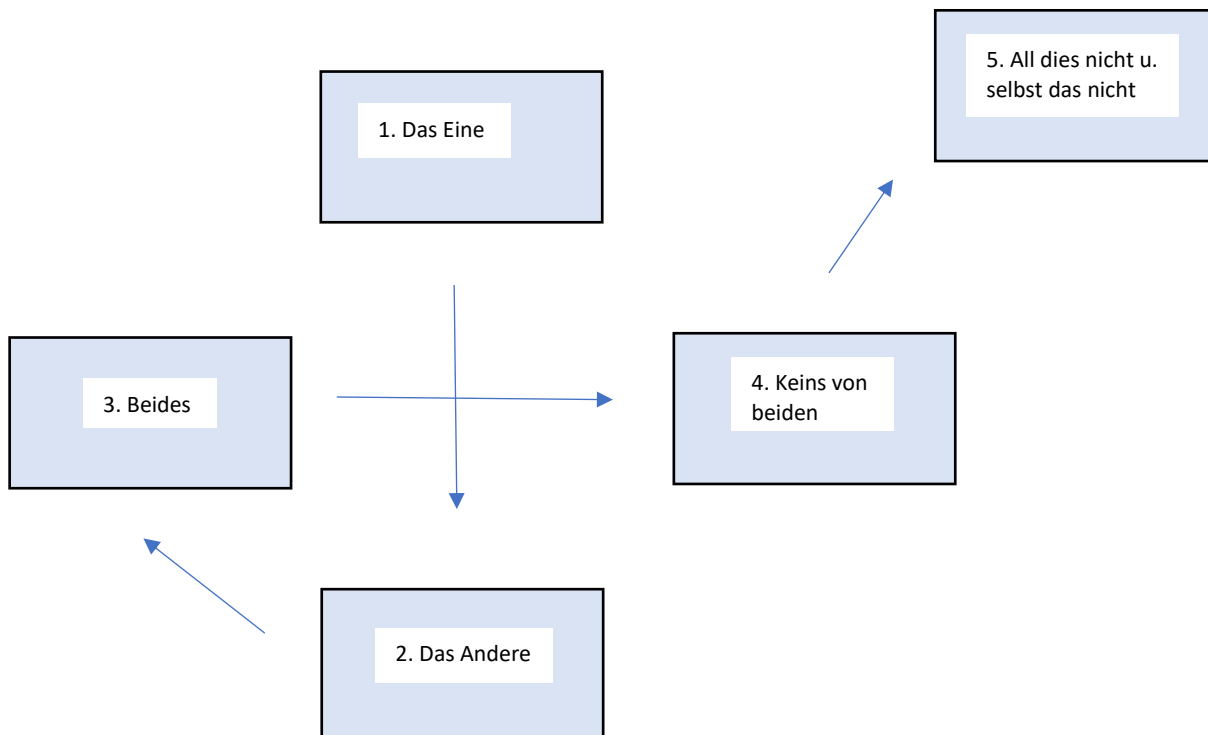 5. All dies nicht u.
selbst das nicht
1. Das Eine
3. Beides
4. Keins von
beiden
2. Das Andere